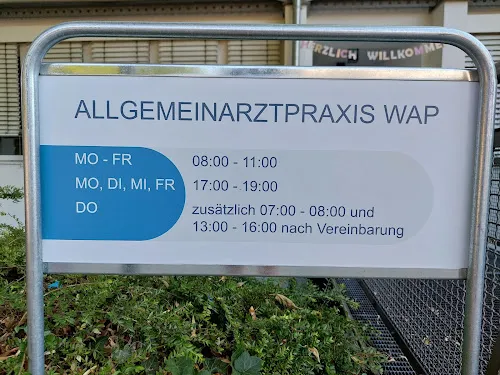 HERZLICH WILLKOMMEN
ALLGEMEINARZTPRAXIS WAP
MO - FR 08:00 - 11:00
MO, DI, MI, FR 17:00 - 19:00
DO zusätzlich 07:00 - 08:00 und
13:00 - 16:00 nach Vereinbarung